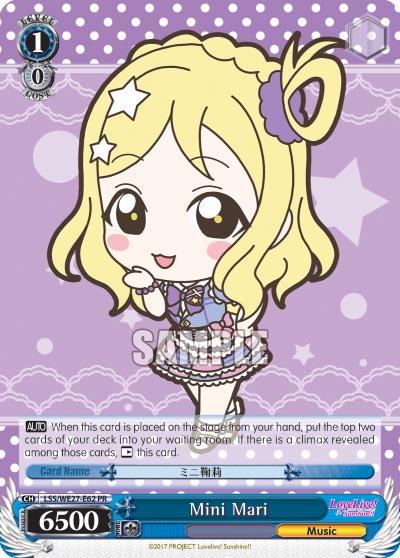 LEVEL
1
0
COST
SAMPLE
AUTO When this card is placed on the stage from your hand, put the top two
cards of your deck into your waiting room. If there is a climax revealed
among those cards, this card.
Card Name
ミニ鞠莉
CH LSS/WE27-E62 PR
POWER 6500 SOUL
Mini Mari
LoveLive!
Sunshine!!
Music
©2017 PROJECT Lovelive! Sunshine!!